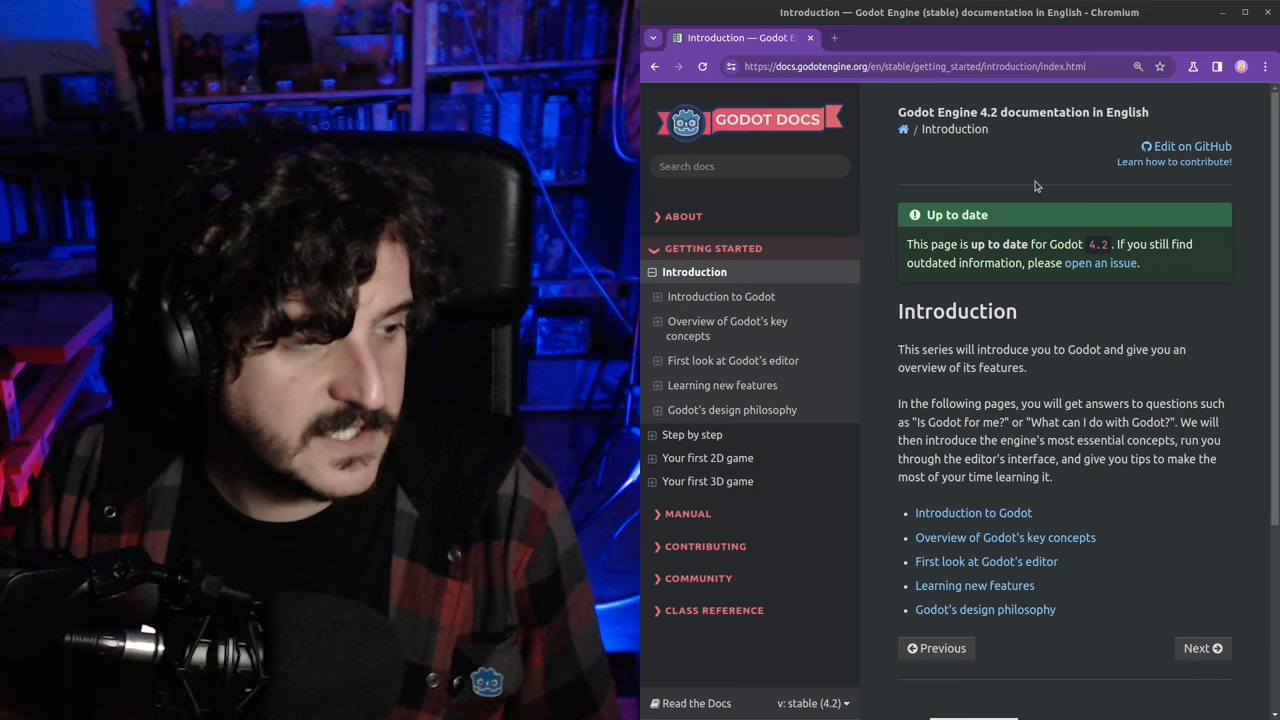 Introduction — Godot Engine (stable) documentation in English - Chromium
Introduction — Godot E
https://docs.godotengine.org/en/stable/getting_started/introduction/index.html
GODOT DOCS
Search docs
ABOUT
GETTING STARTED
Introduction
Introduction to Godot
Overview of Godot's key
concepts
First look at Godot's editor
Learning new features
Godot's design philosophy
Step by step
Your first 2D game
Your first 3D game
MANUAL
CONTRIBUTING
COMMUNITY
CLASS REFERENCE
Read the Docs
v: stable (4.2)
Godot Engine 4.2 documentation in English
/ Introduction
Edit on GitHub
Learn how to contribute!
Up to date
This page is up to date for Godot 4.2. If you still find
outdated information, please open an issue.
Introduction
This series will introduce you to Godot and give you an
overview of its features.
In the following pages, you will get answers to questions such
as "Is Godot for me?" or "What can I do with Godot?". We will
then introduce the engine's most essential concepts, run you
through the editor's interface, and give you tips to make the
most of your time learning it.
• Introduction to Godot
• Overview of Godot's key concepts
• First look at Godot's editor
• Learning new features
• Godot's design philosophy
Previous
Next